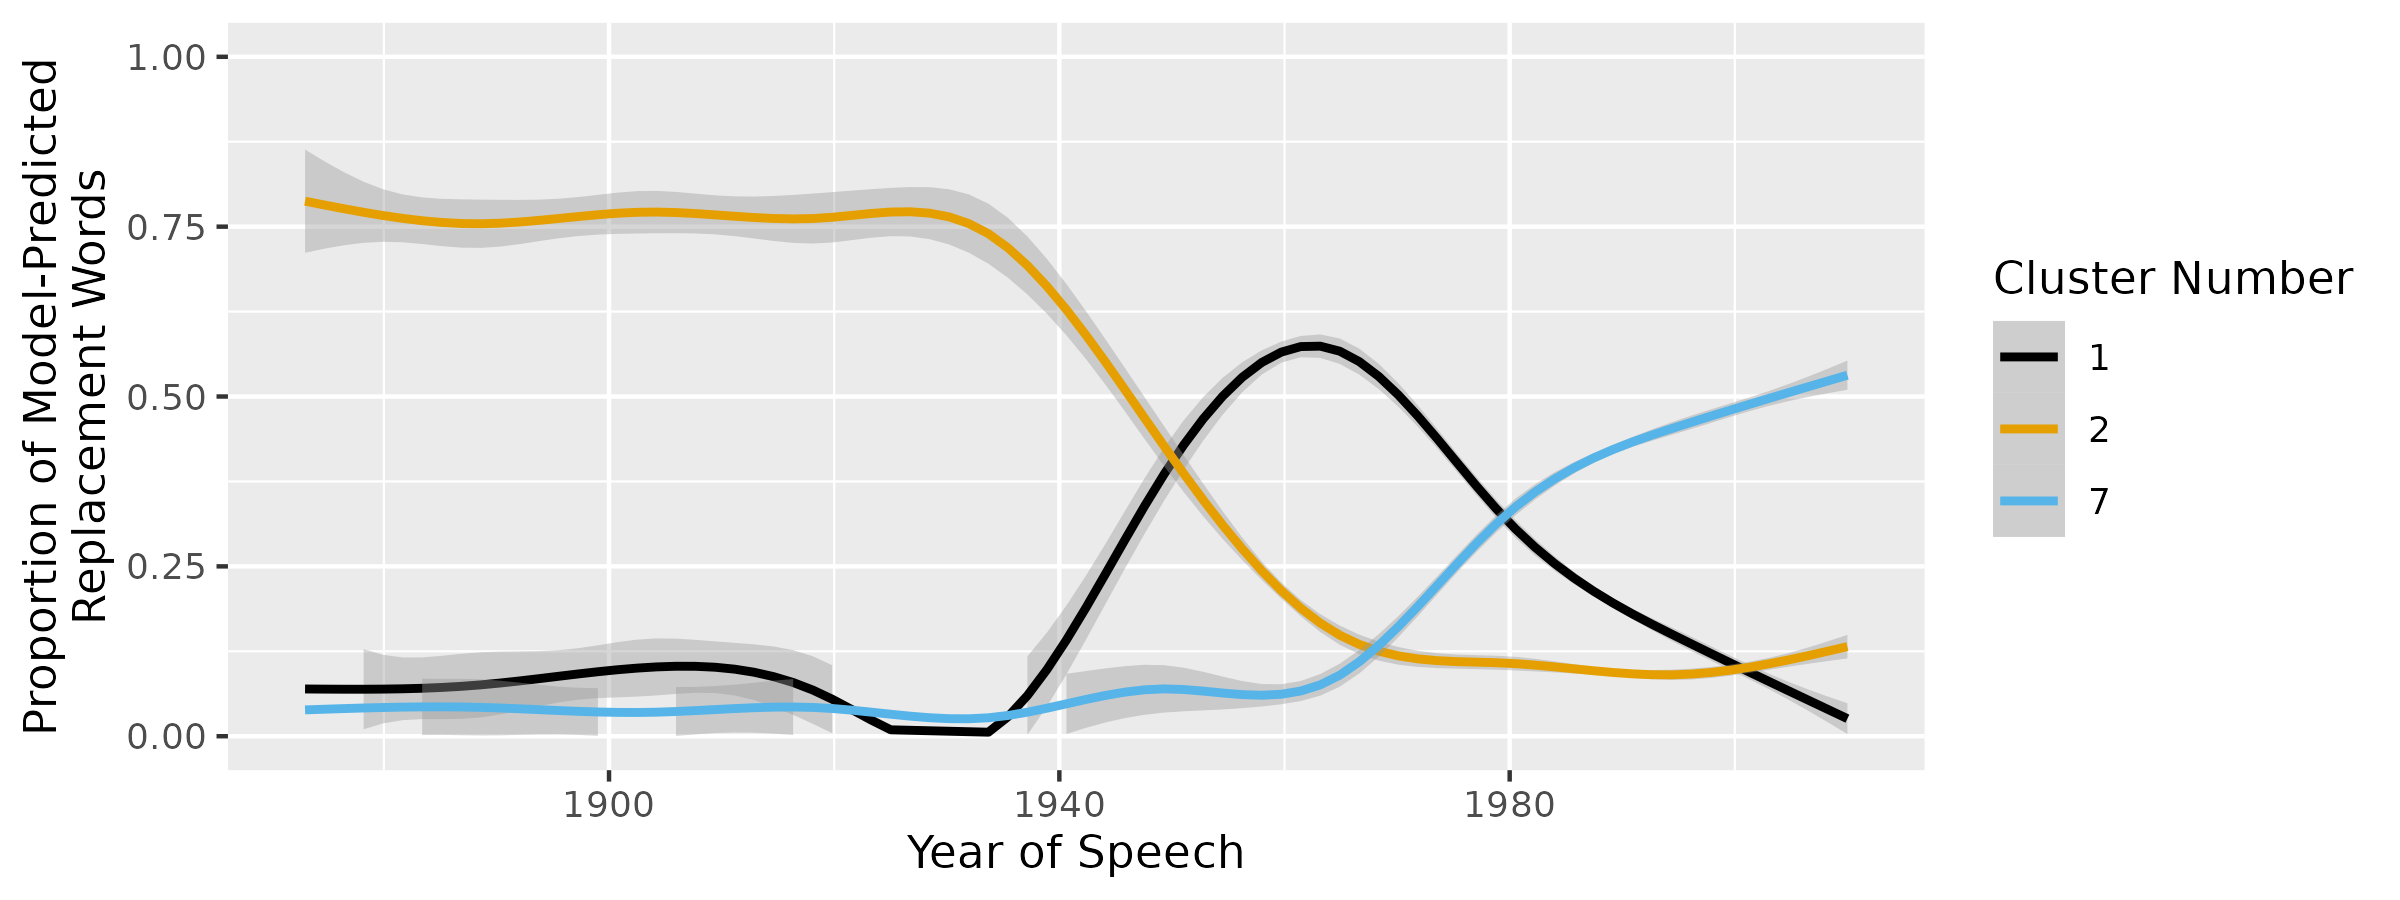 Proportion of Model-Predicted
Replacement Words
1.00
0.75
0.50
0.25
0.00
1900
1940
1980
Year of Speech
Cluster Number
1
2
7